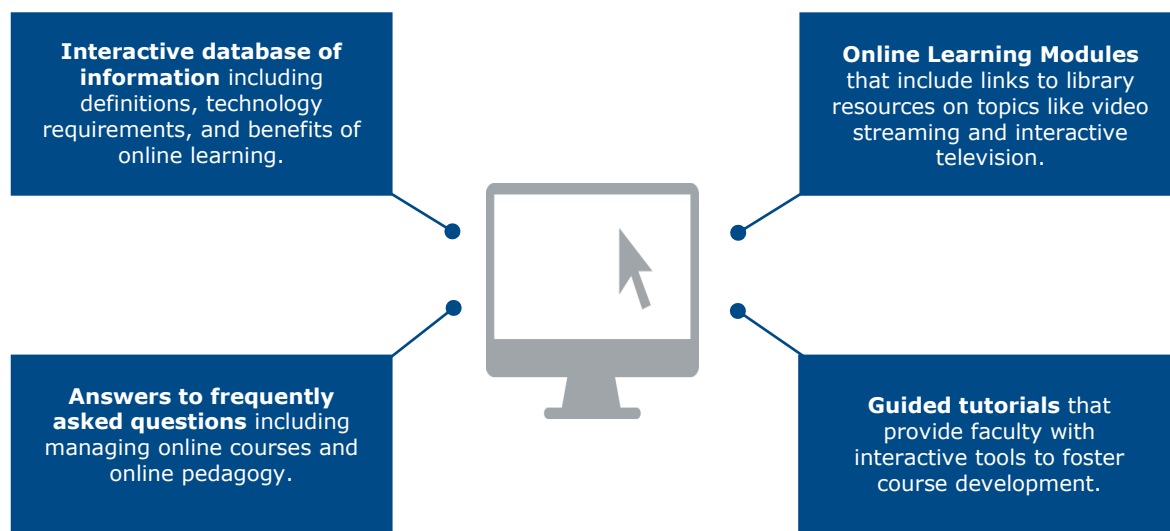 Interactive database of
information including
definitions, technology
requirements, and benefits of
online learning.
Online Learning Modules
that include links to library
resources on topics like video
streaming and interactive
television.
Answers to frequently
asked questions including
managing online courses and
online pedagogy.
Guided tutorials that
provide faculty with
interactive tools to foster
course development.